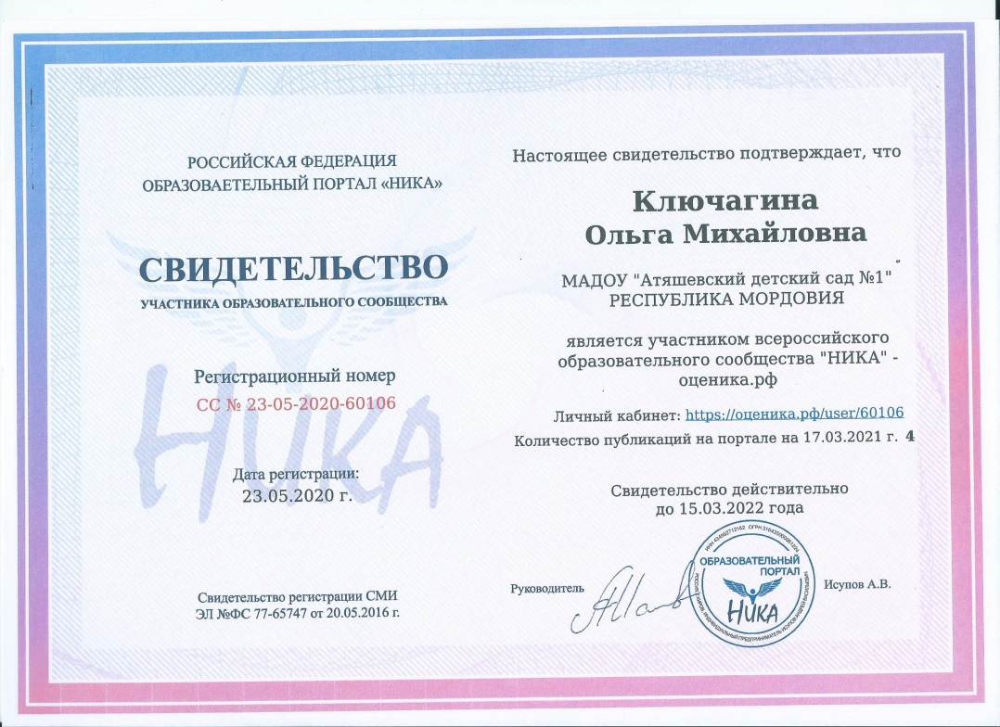 РОССИЙСКАЯ ФЕДЕРАЦИЯ
ОБРАЗОВАЕТЕЛЬНЫЙ ПОРТАЛ «НИКА»
СВИДЕТЕЛЬСТВО
УЧАСТНИКА ОБРАЗОВАТЕЛЬНОГО СООБЩЕСТВА
НИКА
Регистрационный номер
СС № 23-05-2020-60106
Дата регистрации:
23.05.2020 г.
Свидетельство регистрации СМИ
ЭЛ №ФС 77-65747 от 20.05.2016 г.
Настоящее свидетельство подтверждает, что
Ключагина
Ольга Михайловна
МАДОУ "Атяшевский детский сад №1"
РЕСПУБЛИКА МОРДОВИЯ
является участником всероссийского
образовательного сообщества "НИКА" -
оценика.рф
Личный кабинет: https://оценика.рф/user/60106
Количество публикаций на портале на 17.03.2021 г. 4
Свидетельство действительно
до 15.03.2022 года
Руководитель
ОБРАЗОВАТЕЛЬНЫЙ
ПОРТАЛ
НИКА
ИНДИВИДУАЛЬНЫЙ ПРЕДПРИНИМАТЕЛЬ ИСУПОВ
Исупов А.В.